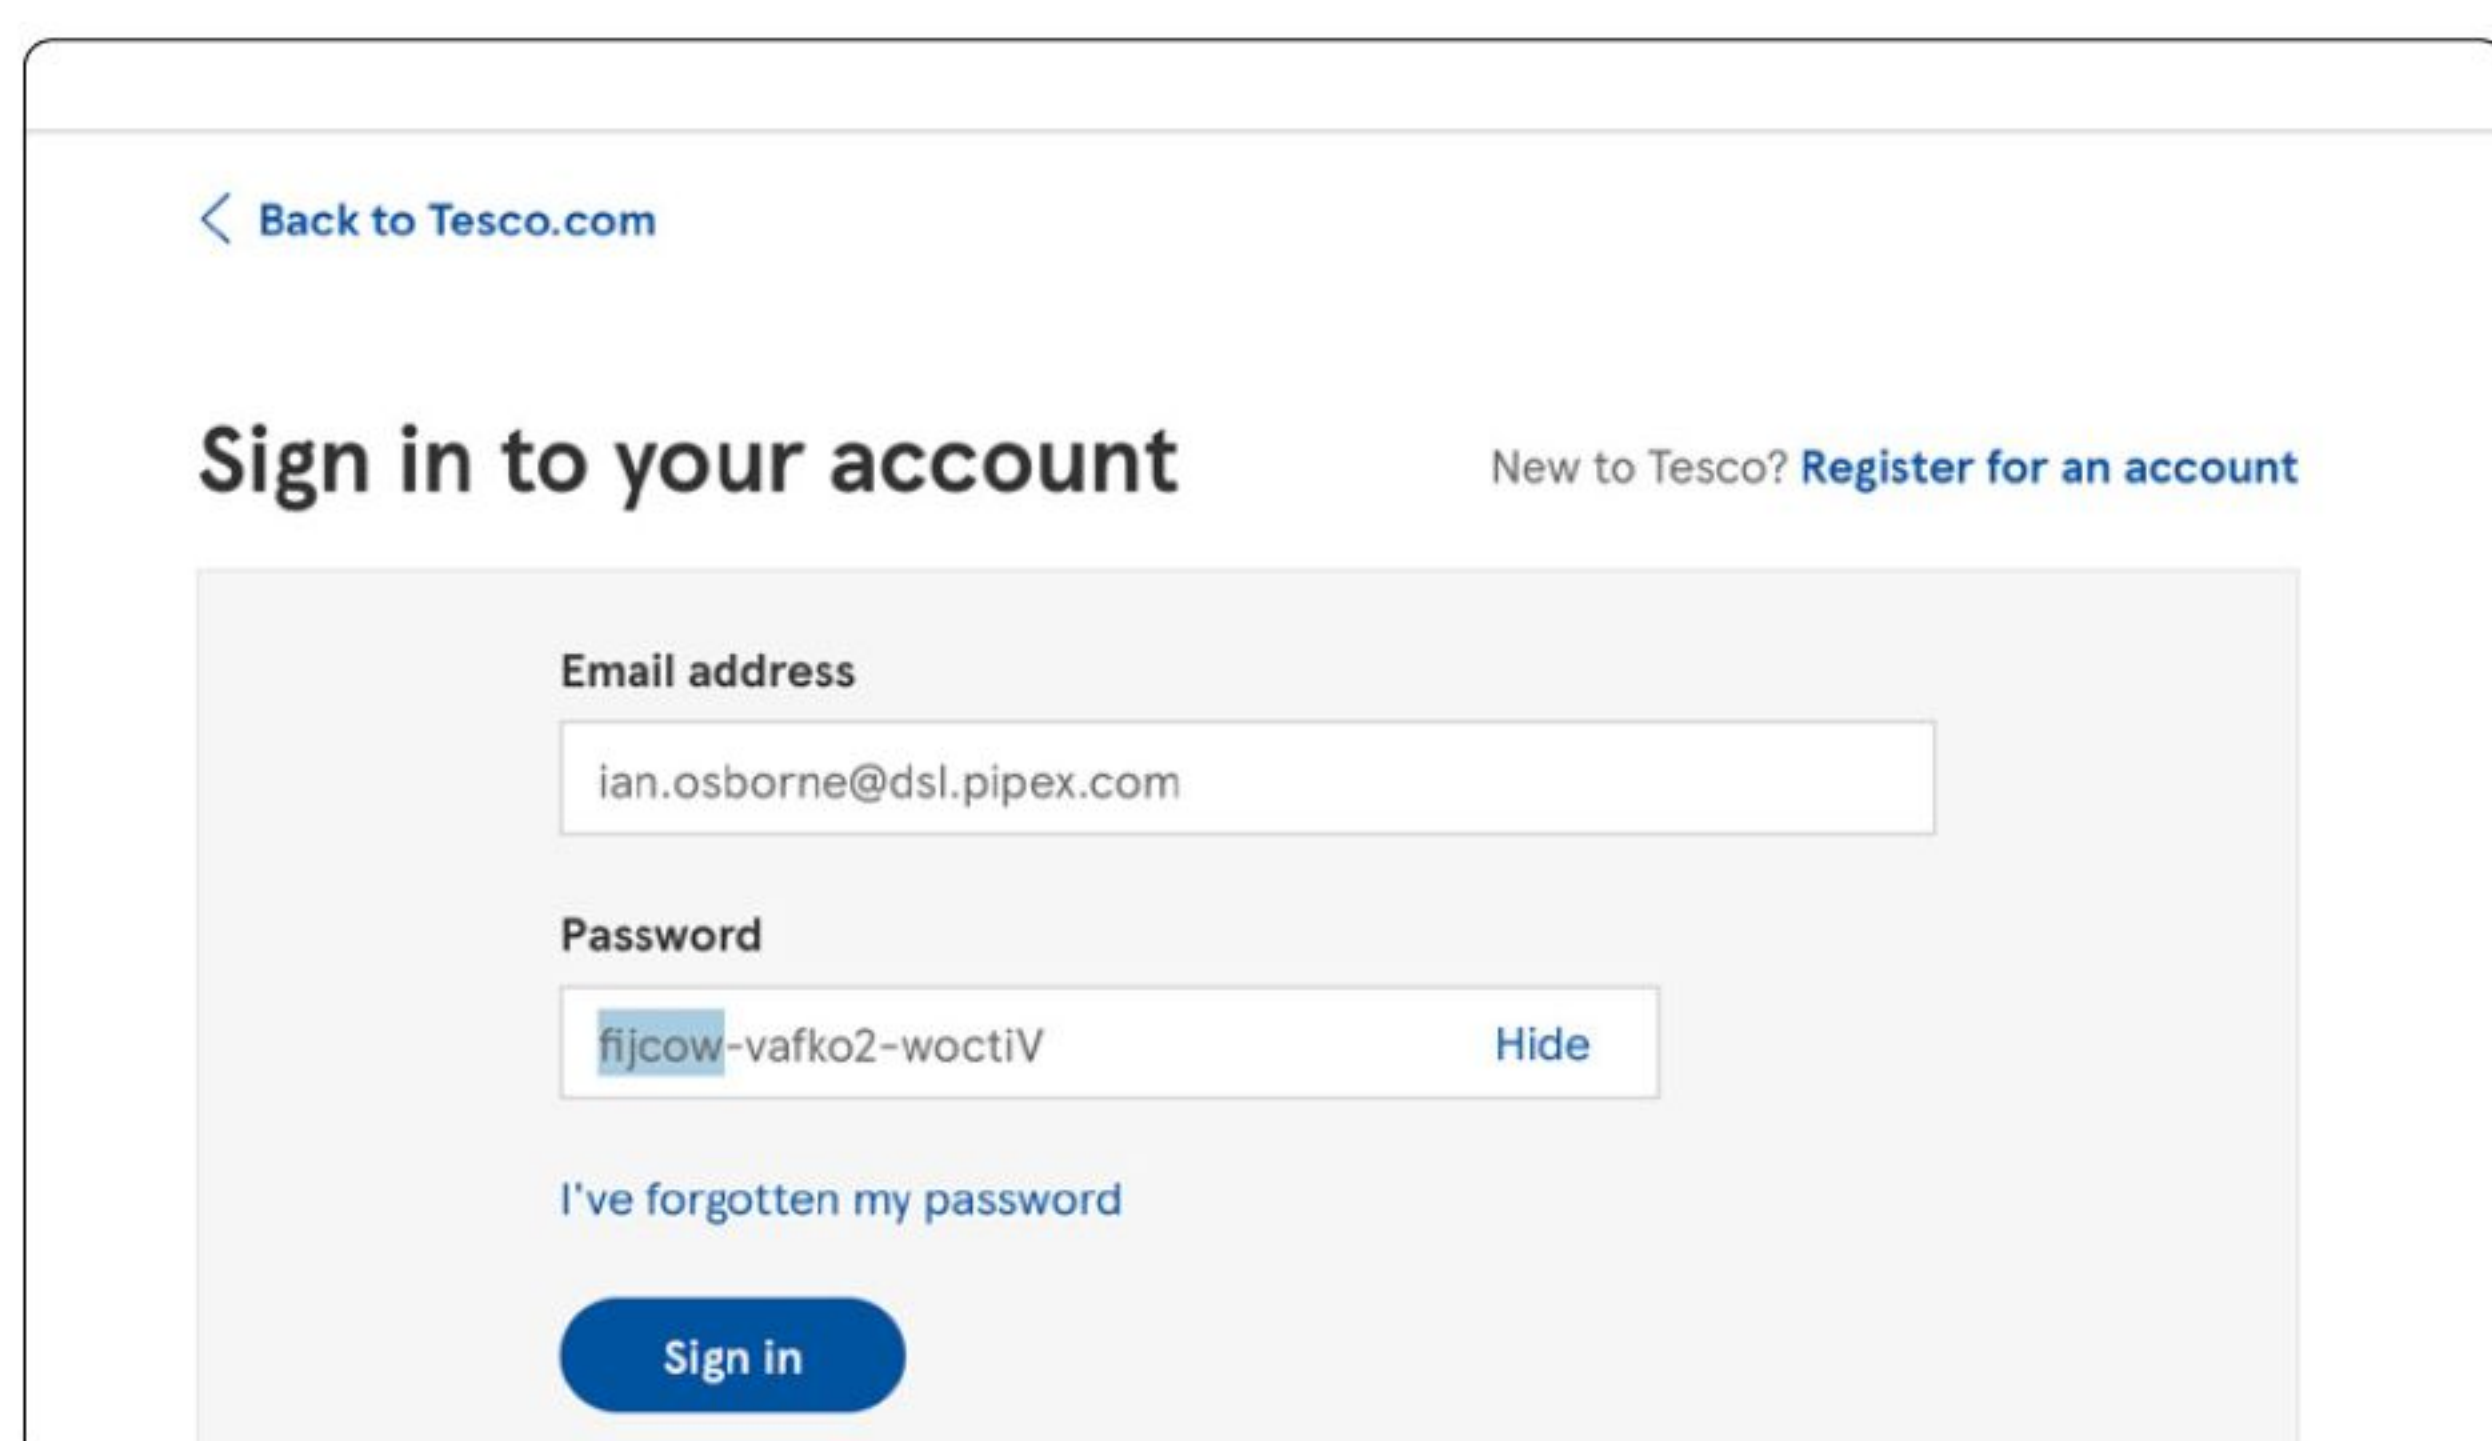 Back to Tesco.com
Sign in to your account
New to Tesco? Register for an account
Email address
ian.osborne@dsl.pipex.com
Password
fijcow-vafko2-woctiV
Hide
I've forgotten my password
Sign in